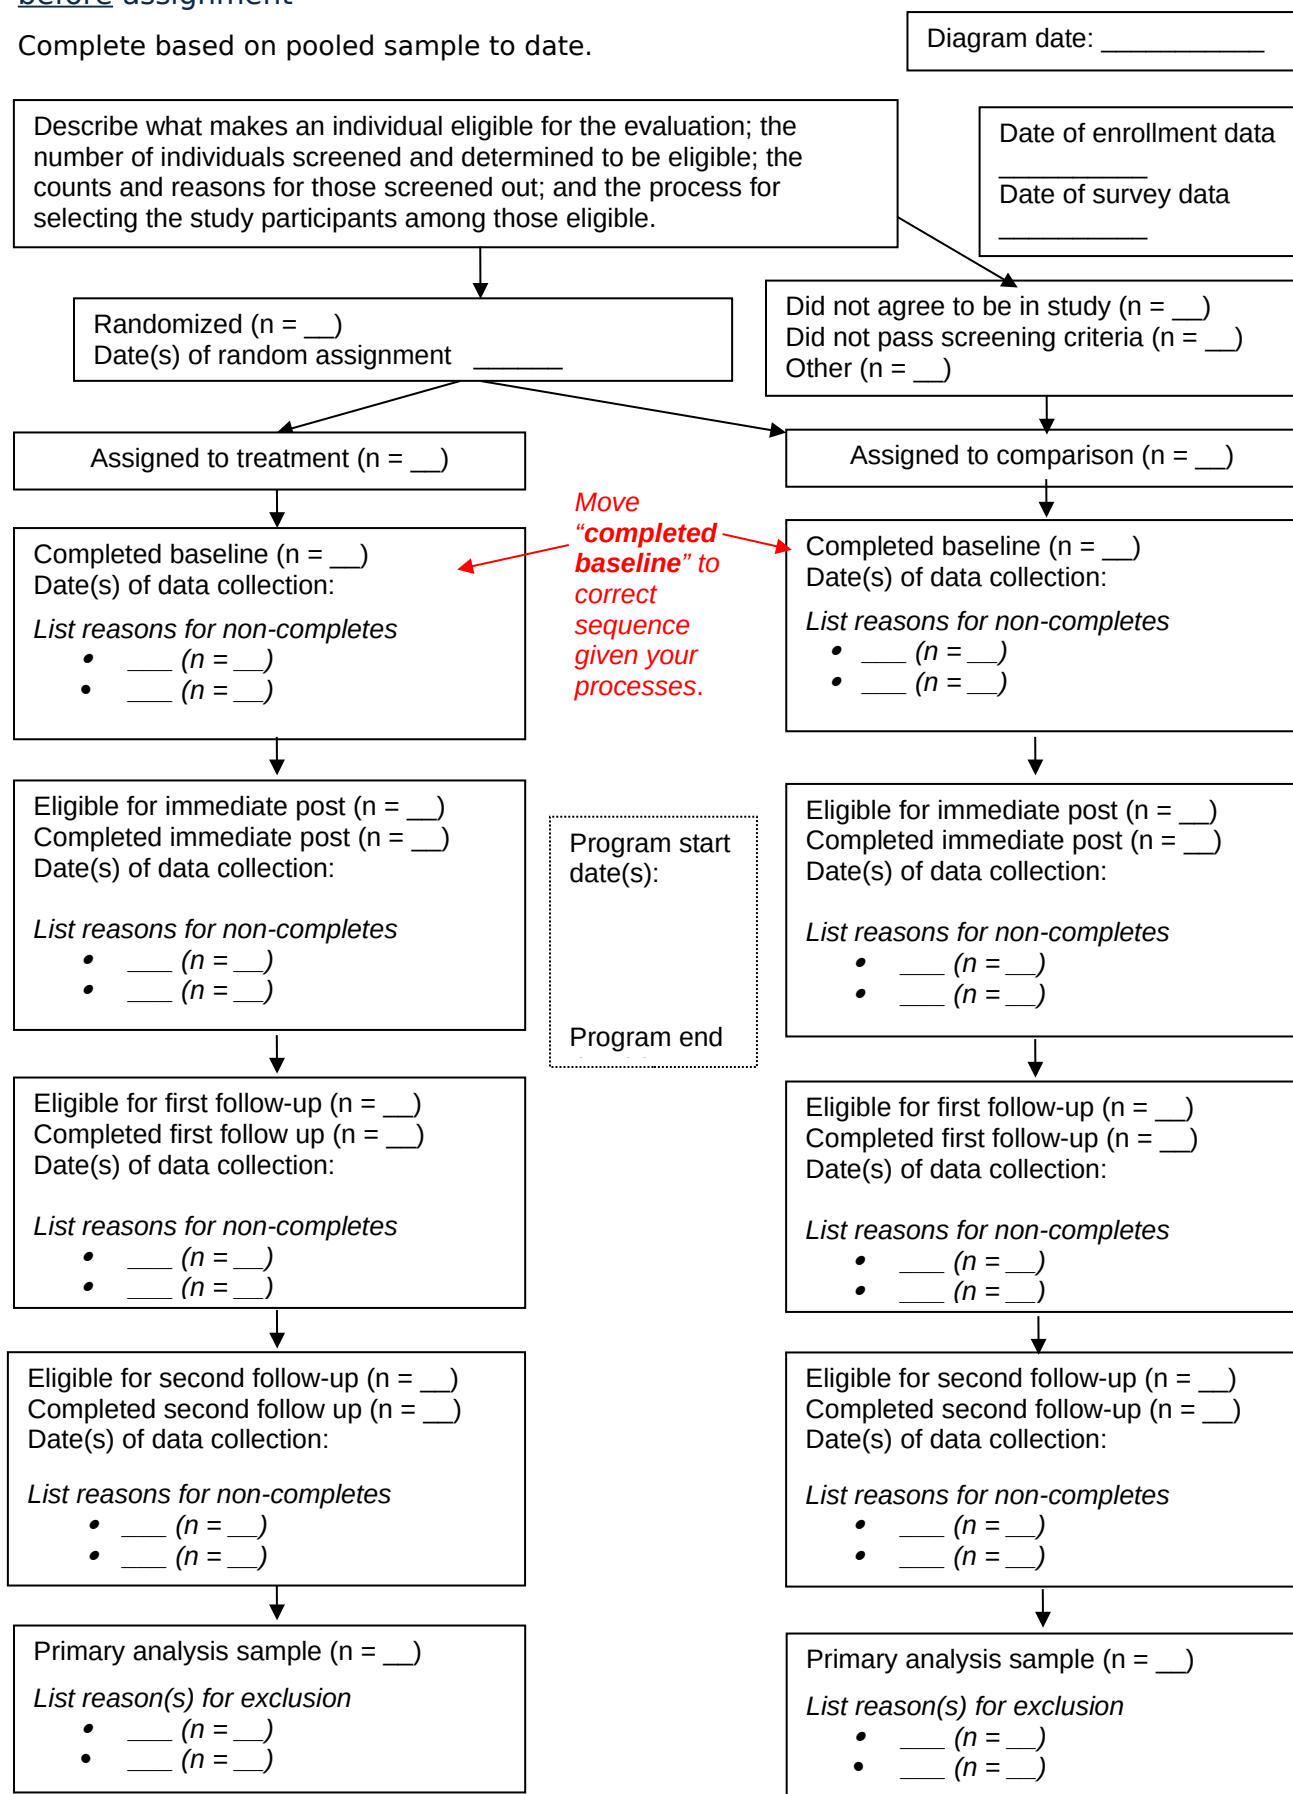 before assignment
Complete based on pooled sample to date.
Diagram date: ___________
Describe what makes an individual eligible for the evaluation; the
number of individuals screened and determined to be eligible; the
counts and reasons for those screened out; and the process for
selecting the study participants among those eligible.
Date of enrollment data
__________
Date of survey data
__________
Randomized (n = __)
Date(s) of random assignment ______
Did not agree to be in study (n = __)
Did not pass screening criteria (n = __)
Other (n = __)
Assigned to treatment (n = __)
Assigned to comparison (n = __)
Completed baseline (n = __)
Date(s) of data collection:
List reasons for non-completes
• ___ (n = __)
• ___ (n = __)
Move
“completed
baseline” to
correct
sequence
given your
processes.
Completed baseline (n = __)
Date(s) of data collection:
List reasons for non-completes
• ___ (n = __)
• ___ (n = __)
Eligible for immediate post (n = __)
Completed immediate post (n = __)
Date(s) of data collection:
List reasons for non-completes
• ___ (n = __)
• ___ (n = __)
Program start
date(s):
Program end
Eligible for immediate post (n = __)
Completed immediate post (n = __)
Date(s) of data collection:
List reasons for non-completes
• ___ (n = __)
• ___ (n = __)
Eligible for first follow-up (n = __)
Completed first follow up (n = __)
Date(s) of data collection:
List reasons for non-completes
• ___ (n = __)
• ___ (n = __)
Eligible for first follow-up (n = __)
Completed first follow-up (n = __)
Date(s) of data collection:
List reasons for non-completes
• ___ (n = __)
• ___ (n = __)
Eligible for second follow-up (n = __)
Completed second follow up (n = __)
Date(s) of data collection:
List reasons for non-completes
• ___ (n = __)
• ___ (n = __)
Eligible for second follow-up (n = __)
Completed second follow-up (n = __)
Date(s) of data collection:
List reasons for non-completes
• ___ (n = __)
• ___ (n = __)
Primary analysis sample (n = __)
List reason(s) for exclusion
• ___ (n = __)
• ___ (n = __)
Primary analysis sample (n = __)
List reason(s) for exclusion
• ___ (n = __)
• ___ (n = __)